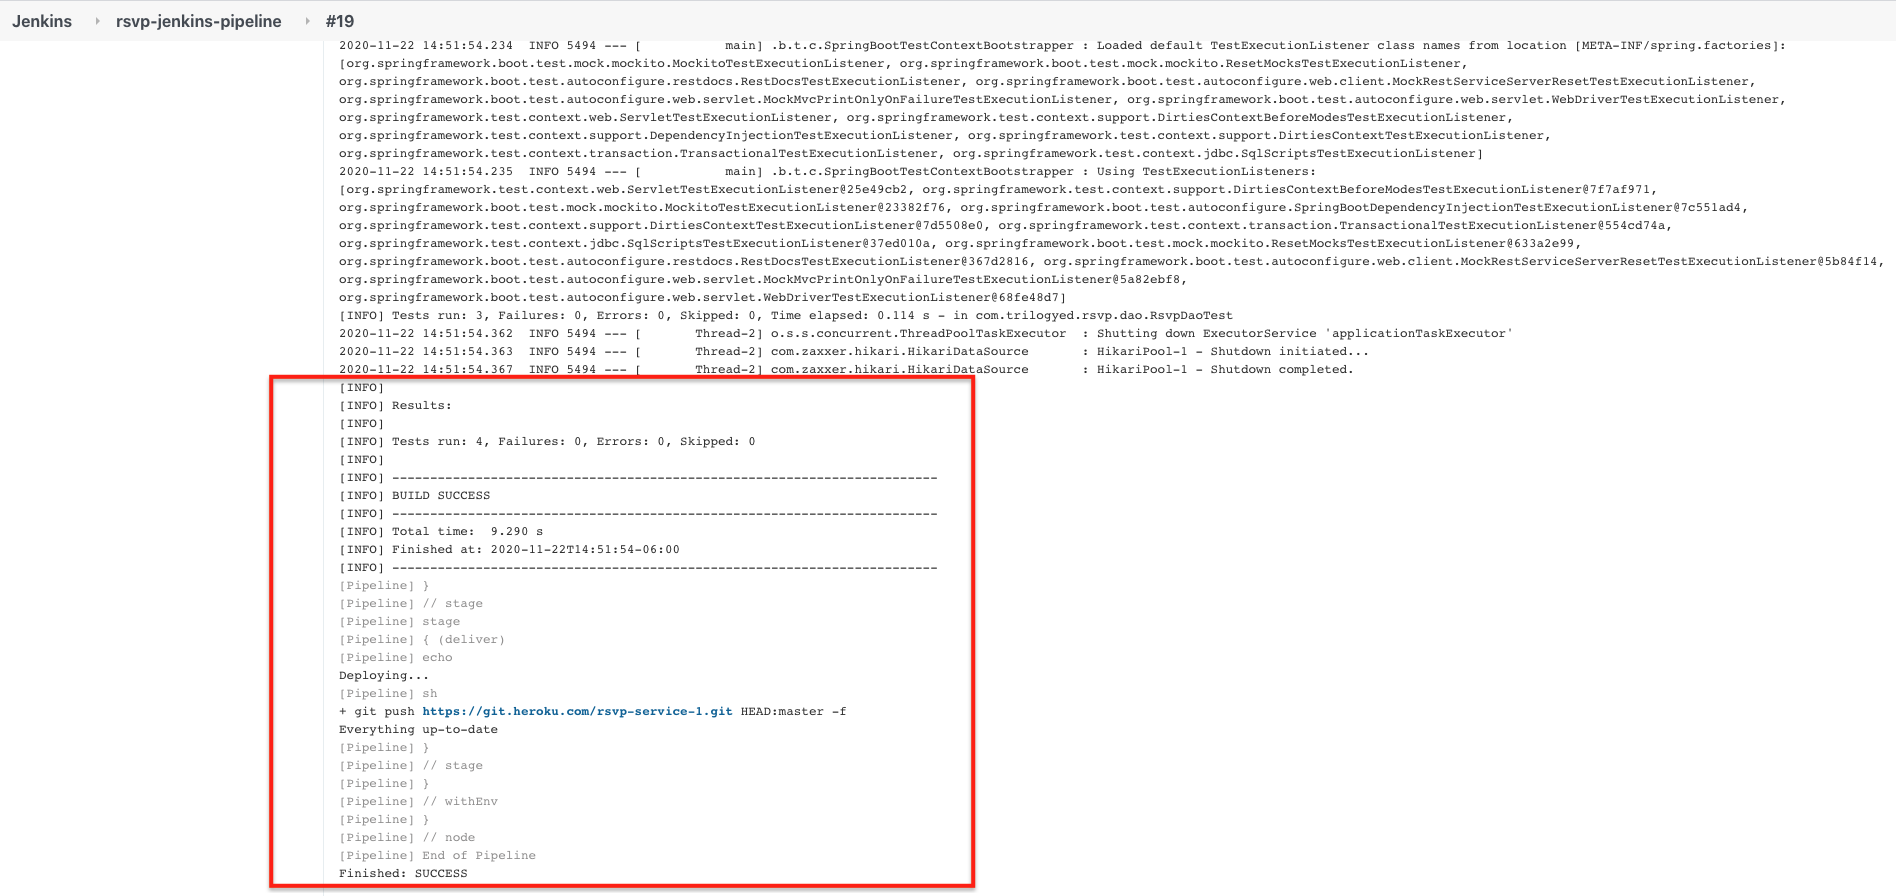 Jenkins › rsvp-jenkins-pipeline › #19
2020-11-22 14:51:54.234  INFO 5494 --- [           main] .b.t.c.SpringBootTestContextBootstrapper : Loaded default TestExecutionListener class names from location [META-INF/spring.factories]:
[org.springframework.boot.test.mock.mockito.MockitoTestExecutionListener, org.springframework.boot.test.mock.mockito.ResetMocksTestExecutionListener,
org.springframework.boot.test.autoconfigure.restdocs.RestDocsTestExecutionListener, org.springframework.boot.test.autoconfigure.web.client.MockRestServiceServerResetTestExecutionListener,
org.springframework.boot.test.autoconfigure.web.servlet.MockMvcPrintOnlyOnFailureTestExecutionListener, org.springframework.boot.test.autoconfigure.web.servlet.WebDriverTestExecutionListener,
org.springframework.test.context.web.ServletTestExecutionListener, org.springframework.test.context.support.DirtiesContextBeforeModesTestExecutionListener,
org.springframework.test.context.support.DependencyInjectionTestExecutionListener, org.springframework.test.context.support.DirtiesContextTestExecutionListener,
org.springframework.test.context.transaction.TransactionalTestExecutionListener, org.springframework.test.context.jdbc.SqlScriptsTestExecutionListener]
2020-11-22 14:51:54.235  INFO 5494 --- [           main] .b.t.c.SpringBootTestContextBootstrapper : Using TestExecutionListeners:
[org.springframework.test.context.web.ServletTestExecutionListener@25e49cb2, org.springframework.test.context.support.DirtiesContextBeforeModesTestExecutionListener@7f7af971,
org.springframework.boot.test.mock.mockito.MockitoTestExecutionListener@23382f76, org.springframework.boot.test.autoconfigure.SpringBootDependencyInjectionTestExecutionListener@7c551ad4,
org.springframework.test.context.support.DirtiesContextTestExecutionListener@7d5508e0, org.springframework.test.context.transaction.TransactionalTestExecutionListener@554cd74a,
org.springframework.test.context.jdbc.SqlScriptsTestExecutionListener@37ed010a, org.springframework.boot.test.mock.mockito.ResetMocksTestExecutionListener@633a2e99,
org.springframework.boot.test.autoconfigure.restdocs.RestDocsTestExecutionListener@367d2816, org.springframework.boot.test.autoconfigure.web.client.MockRestServiceServerResetTestExecutionListener@5b84f14,
org.springframework.boot.test.autoconfigure.web.servlet.MockMvcPrintOnlyOnFailureTestExecutionListener@5a82ebf8,
org.springframework.boot.test.autoconfigure.web.servlet.WebDriverTestExecutionListener@68fe48d7]
[INFO] Tests run: 3, Failures: 0, Errors: 0, Skipped: 0, Time elapsed: 0.114 s - in com.trilogyed.rsvp.dao.RsvpDaoTest
2020-11-22 14:51:54.362  INFO 5494 --- [       Thread-2] o.s.s.concurrent.ThreadPoolTaskExecutor  : Shutting down ExecutorService 'applicationTaskExecutor'
2020-11-22 14:51:54.363  INFO 5494 --- [       Thread-2] com.zaxxer.hikari.HikariDataSource       : HikariPool-1 - Shutdown initiated...
2020-11-22 14:51:54.367  INFO 5494 --- [       Thread-2] com.zaxxer.hikari.HikariDataSource       : HikariPool-1 - Shutdown completed.
[INFO]
[INFO] Results:
[INFO]
[INFO] Tests run: 4, Failures: 0, Errors: 0, Skipped: 0
[INFO]
[INFO] ------------------------------------------------------------------------
[INFO] BUILD SUCCESS
[INFO] ------------------------------------------------------------------------
[INFO] Total time:  9.290 s
[INFO] Finished at: 2020-11-22T14:51:54-06:00
[INFO] ------------------------------------------------------------------------
[Pipeline] }
[Pipeline] // stage
[Pipeline] stage
[Pipeline] { (deliver)
[Pipeline] echo
Deploying...
[Pipeline] sh
+ git push https://git.heroku.com/rsvp-service-1.git HEAD:master -f
Everything up-to-date
[Pipeline] }
[Pipeline] // stage
[Pipeline] }
[Pipeline] // withEnv
[Pipeline] }
[Pipeline] // node
[Pipeline] End of Pipeline
Finished: SUCCESS